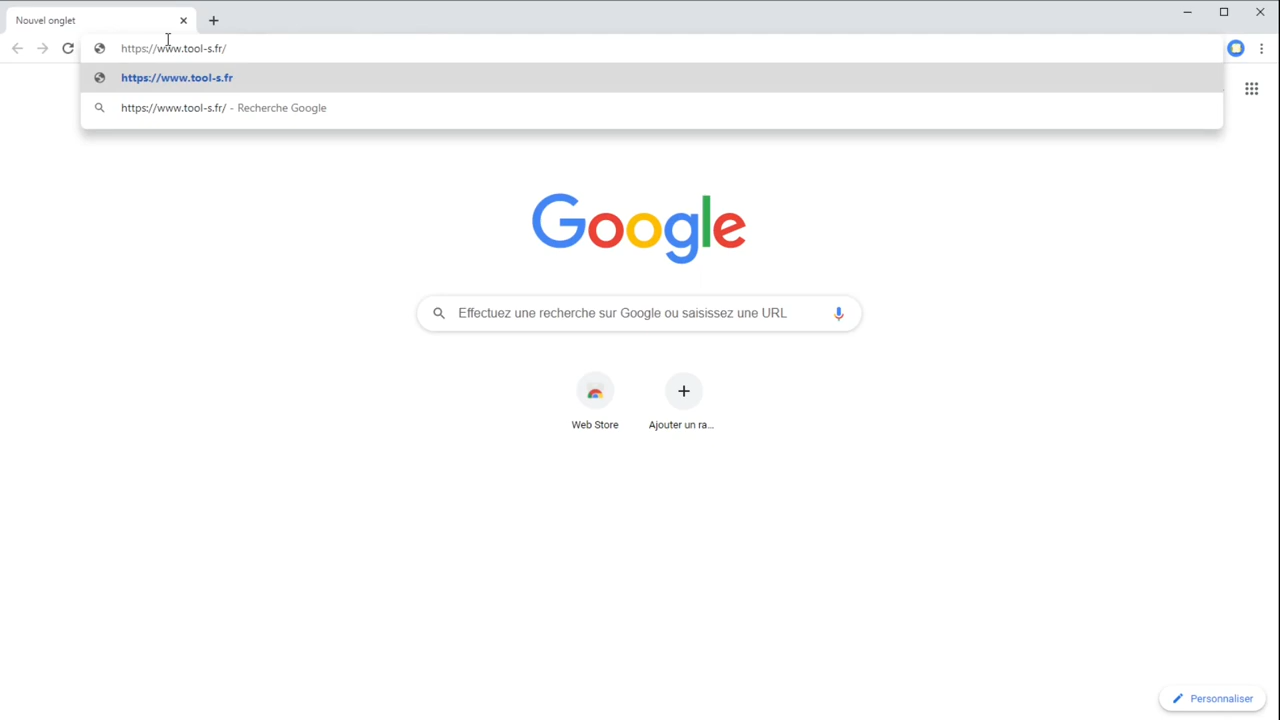 Nouvel onglet
https://www.tool-s.fr/
https://www.tool-s.fr
https://www.tool-s.fr/ - Recherche Google
Google
Effectuez une recherche sur Google ou saisissez une URL
Web Store
Ajouter un ra...
Personnaliser